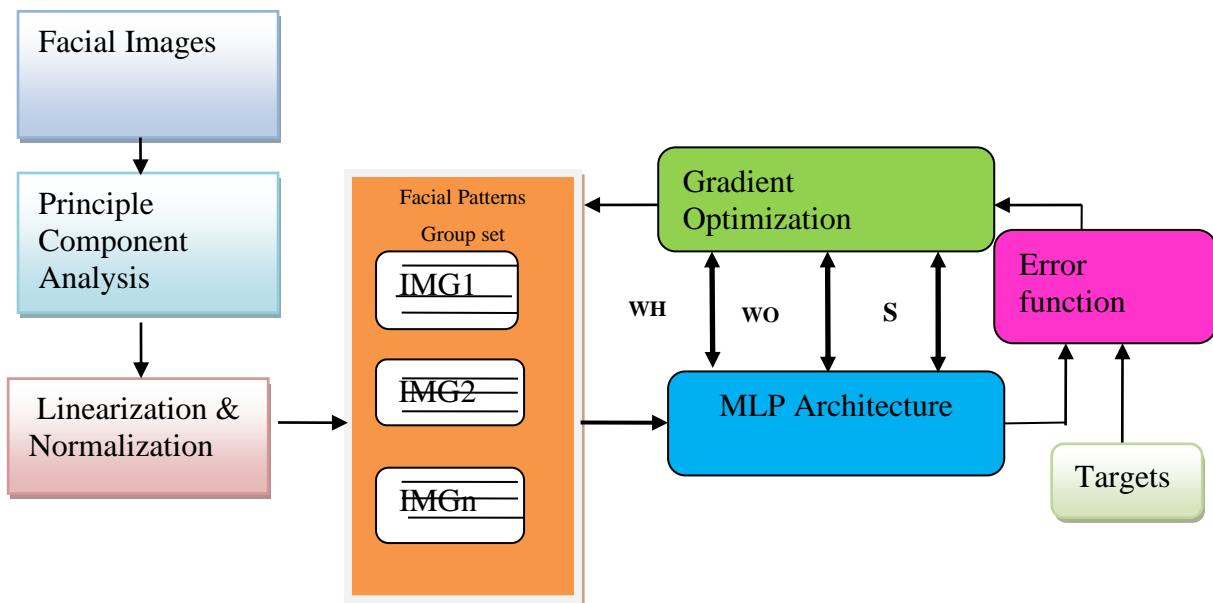 Facial Images
Principle
Component
Analysis
Linearization &
Normalization
Facial Patterns
Group set
IMG1
IMG2
IMGn
Gradient
Optimization
WH
WO
S
MLP Architecture
Error
function
Targets